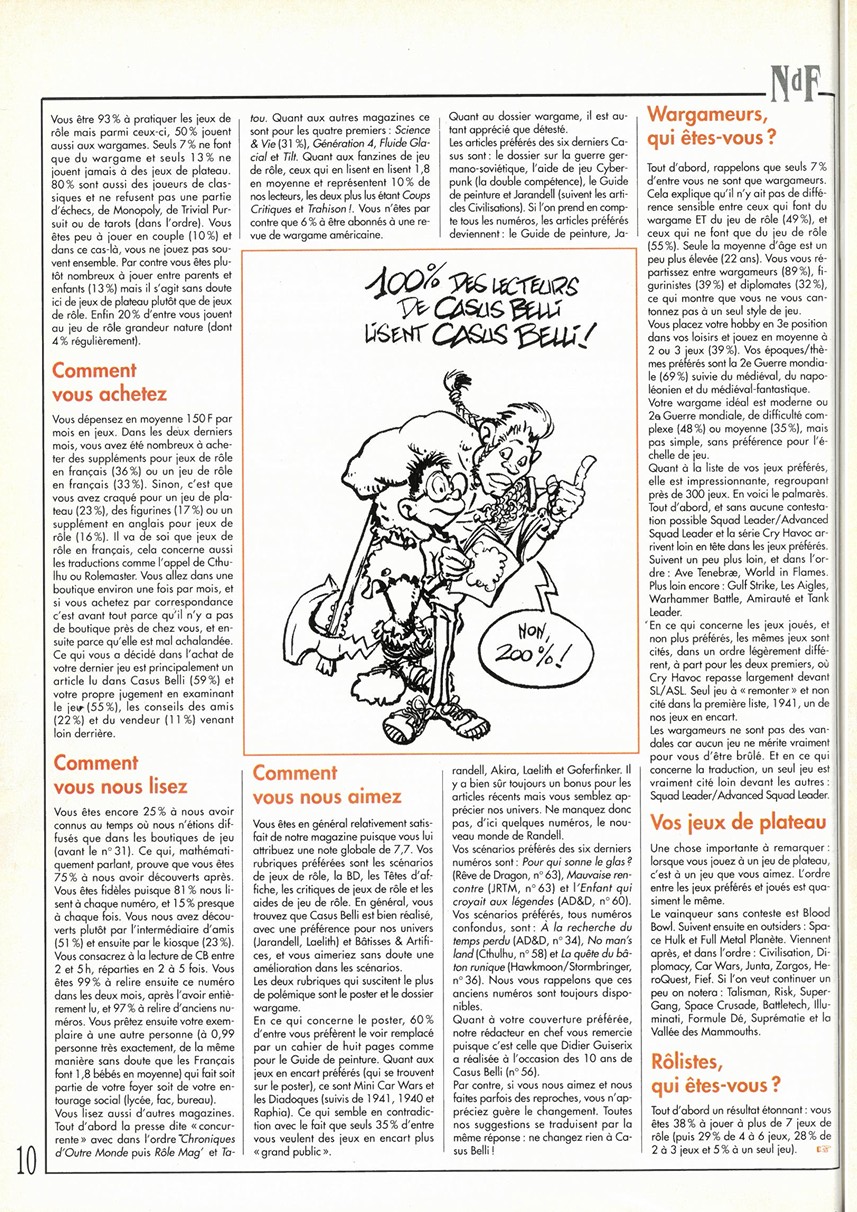 NdF
Vous être 93 % à pratiquer les jeux de
rôle mais parmi ceux-ci, 50 % jouent
aussi aux wargames. Seuls 7 % ne font
que du wargame et seuls 13 % ne
jouent jamais à des jeux de plateau.
80 % sont aussi des joueurs de clas-
siques et ne refusent pas une partie
d'échecs, de Monopoly, de Trivial Pur-
suit ou de tarots (dans l'ordre). Vous
êtes peu à jouer en couple (10 %) et
dans ce cas-là, vous ne jouez pas sou-
vent ensemble. Par contre vous êtes plu-
tôt nombreux à jouer entre parents et
enfants (13 %) mais il s'agit sans doute
ici de jeux de plateau plutôt que de jeux
de rôle. Enfin 20 % d'entre vous jouent
au jeu de rôle grandeur nature (dont
4 % régulièrement).
Comment
vous achetez
Vous dépensez en moyenne 150 F par
mois en jeux. Dans les deux derniers
mois, vous avez été nombreux à ache-
ter des suppléments pour jeux de rôle
en français (36 %) ou un jeu de rôle
en français (33 %). Sinon, c'est que
vous avez craqué pour un jeu de pla-
teau (23 %), des figurines (17 %) ou un
supplément en anglais pour jeux de
rôle (16 %). Il va de soi que jeux de
rôle en français, cela concerne aussi
les traductions comme l'appel de Cthu-
lhu ou Rolemaster. Vous allez dans une
boutique environ une fois par mois, et
si vous achetez par correspondance
c'est avant tout parce qu'il n'y a pas
de boutique près de chez vous, et en-
suite parce qu'elle est mal achalandée.
Ce qui vous a décidé dans l'achat de
votre dernier jeu est principalement un
article lu dans Casus Belli (59 %) et
votre propre jugement en examinant
le jeu (55 %), les conseils des amis
(22 %) et du vendeur (11 %) venant
loin derrière.
Comment
vous nous lisez
Vous êtes encore 25 % à nous avoir
connu au temps où nous n'étions dif-
fusés que dans les boutiques de jeu
(avant le n° 31). Ce qui, mathémati-
quement parlant, prouve que vous êtes
75 % à nous avoir découverts après.
Vous êtes fidèles puisque 81 % nous li-
sent à chaque numéro, et 15 % presque
à chaque fois. Vous nous avez décou-
verts plutôt par l'intermédiaire d'amis
(51 %) et ensuite par le kiosque (23 %).
Vous consacrez à la lecture de CB entre
2 et 5 h, réparties en 2 à 5 fois. Vous
êtes 99 % à relire ensuite ce numéro
dans les deux mois, après l'avoir entiè-
rement lu, et 97 % à relire d'anciens nu-
méros. Vous prêtez ensuite votre exem-
plaire à une autre personne (à 0,99
personne très exactement, de la même
manière sans doute que les Français
font 1,8 bébés en moyenne) qui fait soit
partie de votre foyer soit de votre en-
tourage social (lycée, fac, bureau).
Vous lisez aussi d'autres magazines.
Tout d'abord la presse dite « concur-
rente » avec dans l'ordre Chroniques
d'Outre Monde puis Rôle Mag' et Ta-
tou. Quant aux autres magazines ce
sont pour les quatre premiers : Science
& Vie (31 %), Génération 4, Fluide Gla-
cial et Tilt. Quant aux fanzines de jeu
de rôle, ceux qui en lisent en lisent 1,8
en moyenne et représentent 10 % de
nos lecteurs, les deux plus lus étant Coups
Critiques et Trahison !. Vous n'êtes par
contre que 6 % à être abonnés à une re-
vue de wargame américaine.
100% DES LECTEURS
DE CASUS BELLI
LISENT CASUS BELLI !
NON,
200 % !
Comment
vous nous aimez
Vous êtes en général relativement satis-
fait de notre magazine puisque vous lui
attribuez une note globale de 7,7. Vos
rubriques préférées sont les scénarios
de jeux de rôle, la BD, les Têtes d'af-
fiche, les critiques de jeux de rôle et les
aides de jeu de rôle. En général, vous
trouvez que Casus Belli est bien réalisé,
avec une préférence pour nos univers
(Jarandell, Laelith) et Bâtisses & Artifi-
ces, et vous aimeriez sans doute une
amélioration dans les scénarios.
Les deux rubriques qui suscitent le plus
de polémique sont le poster et le dossier
wargame.
En ce qui concerne le poster, 60 %
d'entre vous préfèrent le voir remplacé
par un cahier de huit pages comme
pour le Guide de peinture. Quant aux
jeux en encart préférés (qui se trouvent
sur le poster), ce sont Mini Car Wars et
les Diadoques (suivis de 1941, 1940 et
Raphia). Ce qui semble en contradic-
tion avec le fait que seuls 35 % d'entre
vous veulent des jeux en encart plus
« grand public ».
Quant au dossier wargame, il est au-
tant apprécié que détesté.
Les articles préférés des six derniers Ca-
sus sont : le dossier sur la guerre ger-
mano-soviétique, l'aide de jeu Cyber-
punk (la double compétence), le Guide
de peinture et Jarandell (suivent les arti-
cles Civilisations). Si l'on prend en comp-
te tous les numéros, les articles préférés
deviennent : le Guide de peinture, Ja-
randell, Akira, Laelith et Goferfinker. Il
y a bien sûr toujours un bonus pour les
articles récents mais vous semblez ap-
précier nos univers. Ne manquez donc
pas, d'ici quelques numéros, le nou-
veau monde de Randell.
Vos scénarios préférés des six derniers
numéros sont : Pour qui sonne le glas ?
(Rêve de Dragon, n° 63), Mauvaise ren-
contre (JRTM, n° 63) et l'Enfant qui
croyait aux légendes (AD&D, n° 60).
Vos scénarios préférés, tous numéros
confondus, sont : À la recherche du
temps perdu (AD&D, n° 34), No man's
land (Cthulhu, n° 58) et La quête du bâ-
ton runique (Hawkmoon/Stormbringer,
n° 36). Nous vous rappelons que ces
anciens numéros sont toujours dispo-
nibles.
Quant à votre couverture préférée,
notre rédacteur en chef vous remercie
puisque c'est celle que Didier Guiserix
a réalisée à l'occasion des 10 ans de
Casus Belli (n° 56).
Par contre, si vous nous aimez et nous
faites parfois des reproches, vous n'ap-
préciez guère le changement. Toutes
nos suggestions se traduisent par la
même réponse : ne changez rien à Ca-
sus Belli !
Wargameurs,
qui êtes-vous ?
Tout d'abord, rappelons que seuls 7 %
d'entre vous ne sont que wargameurs.
Cela explique qu'il n'y ait pas de diffé-
rence sensible entre ceux qui font du
wargame ET du jeu de rôle (49 %), et
ceux qui ne font que du jeu de rôle
(55 %). Seule la moyenne d'âge est un
peu plus élevée (22 ans). Vous vous ré-
partissez entre wargameurs (89 %), fi-
gurinistes (39 %) et diplomates (32 %),
ce qui montre que vous ne vous can-
tonnez pas à un seul style de jeu.
Vous placez votre hobby en 3e position
dans vos loisirs et jouez en moyenne à
2 ou 3 jeux (39 %). Vos époques/thè-
mes préférés sont la 2e Guerre mondia-
le (69 %) suivie du médiéval, du napo-
léonien et du médiéval-fantastique.
Votre wargame idéal est moderne ou
2e Guerre mondiale, de difficulté com-
plexe (48 %) ou moyenne (35 %), mais
pas simple, sans préférence pour l'é-
chelle de jeu.
Quant à la liste de vos jeux préférés,
elle est impressionnante, regroupant
près de 300 jeux. En voici le palmarès.
Tout d'abord, et sans aucune contesta-
tion possible Squad Leader/Advanced
Squad Leader et la série Cry Havoc ar-
rivent loin en tête dans les jeux préférés.
Suivent un peu plus loin, et dans l'or-
dre : Ave Tenebræ, World in Flames.
Plus loin encore : Gulf Strike, Les Aigles,
Warhammer Battle, Amirauté et Tank
Leader.
En ce qui concerne les jeux joués, et
non plus préférés, les mêmes jeux sont
cités, dans un ordre légèrement diffé-
rent, à part pour les deux premiers, où
Cry Havoc repasse largement devant
SL/ASL. Seul jeu à « remonter » et non
cité dans la première liste, 1941, un de
nos jeux en encart.
Les wargameurs ne sont pas des van-
dales car aucun jeu ne mérite vraiment
pour vous d'être brûlé. Et en ce qui
concerne la traduction, un seul jeu est
vraiment cité loin devant les autres :
Squad Leader/Advanced Squad Leader.
Vos jeux de plateau
Une chose importante à remarquer :
lorsque vous jouez à un jeu de plateau,
c'est à un jeu que vous aimez. L'ordre
entre les jeux préférés et joués est qua-
siment le même.
Le vainqueur sans conteste est Blood
Bowl. Suivent ensuite en outsiders : Spa-
ce Hulk et Full Metal Planète. Viennent
après, et dans l'ordre : Civilisation, Di-
plomacy, Car Wars, Junta, Zargos, He-
roQuest, Fief. Si l'on veut continuer un
peu on notera : Talisman, Risk, Super-
Gang, Space Crusade, Battletech, Illu-
minati, Formule Dé, Suprématie et la
Vallée des Mammouths.
Rôlistes,
qui êtes-vous ?
Tout d'abord un résultat étonnant : vous
êtes 38 % à jouer à plus de 7 jeux de
rôle (puis 29 % de 4 à 6 jeux, 28 % de
2 à 3 jeux et 5 % à un seul jeu).
10